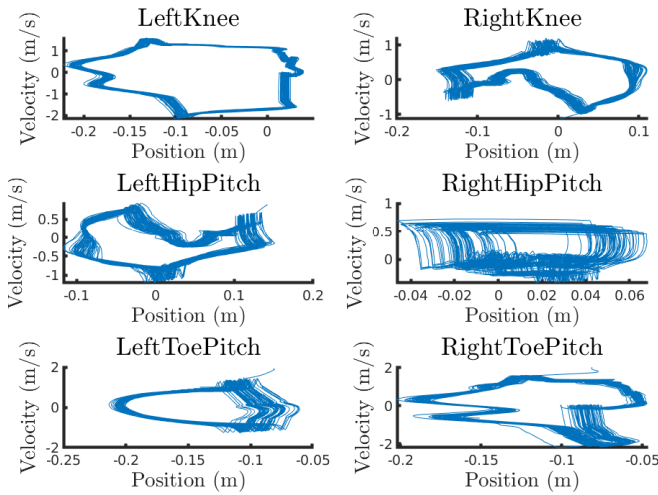 LeftKnee
Velocity (m/s)
1
0
-1
-2
-0.2
-0.15
-0.1
-0.05
0
Position (m)
RightKnee
Velocity (m/s)
1
0
-1
-0.2
-0.1
0
0.1
Position (m)
LeftHipPitch
Velocity (m/s)
0.5
0
-0.5
-1
-0.1
0
0.1
0.2
Position (m)
RightHipPitch
Velocity (m/s)
1
0.5
0
-0.04
-0.02
0
0.02
0.04
0.06
Position (m)
LeftToePitch
Velocity (m/s)
2
0
-2
-0.25
-0.2
-0.15
-0.1
-0.05
Position (m)
RightToePitch
Velocity (m/s)
2
0
-2
-0.2
-0.15
-0.1
-0.05
Position (m)